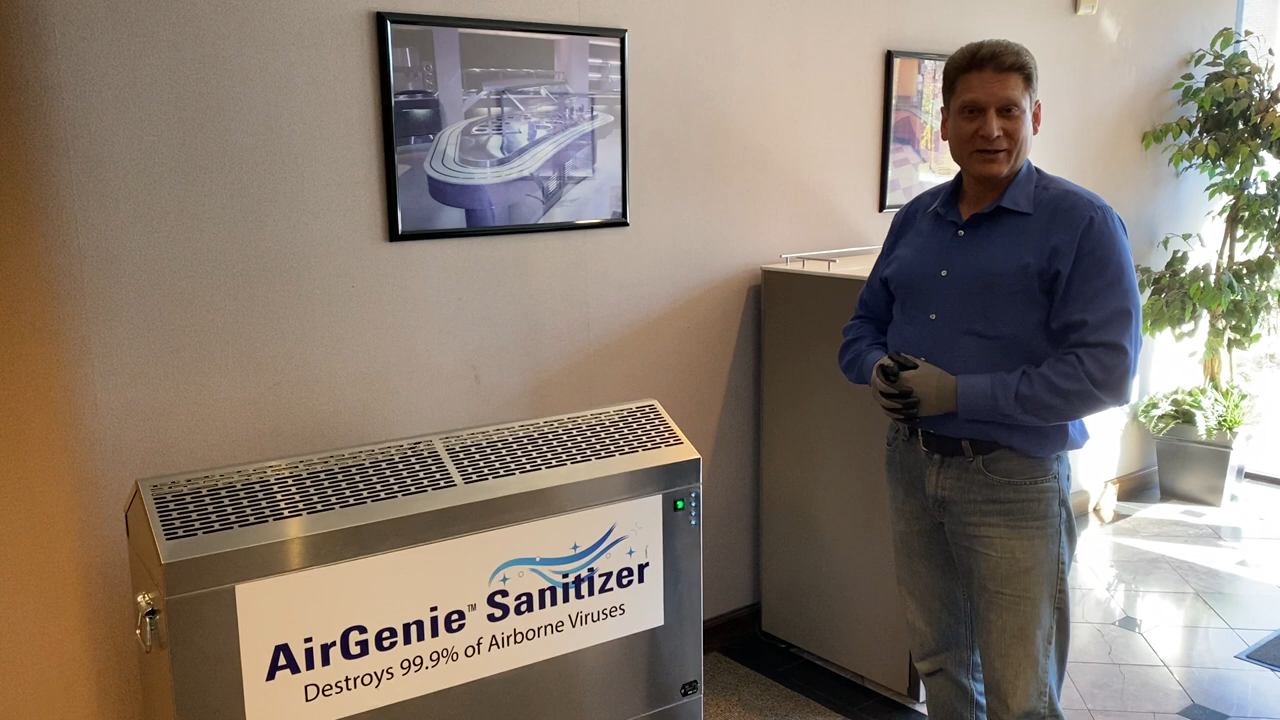 AirGenie™ Sanitizer
Destroys 99.9% of Airborne Viruses